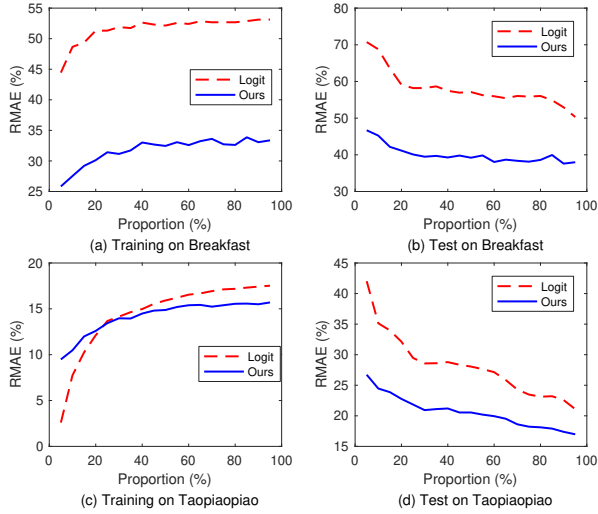 55
50
45
40
35
30
25
RMAE (%)
Logit
Ours
0 20 40 60 80 100
Proportion (%)
(a) Training on Breakfast
80
70
60
50
40
30
RMAE (%)
Logit
Ours
0 20 40 60 80 100
Proportion (%)
(b) Test on Breakfast
20
15
10
5
0
RMAE (%)
Logit
Ours
0 20 40 60 80 100
Proportion (%)
(c) Training on Taopiaopiao
45
40
35
30
25
20
15
RMAE (%)
Logit
Ours
0 20 40 60 80 100
Proportion (%)
(d) Test on Taopiaopiao